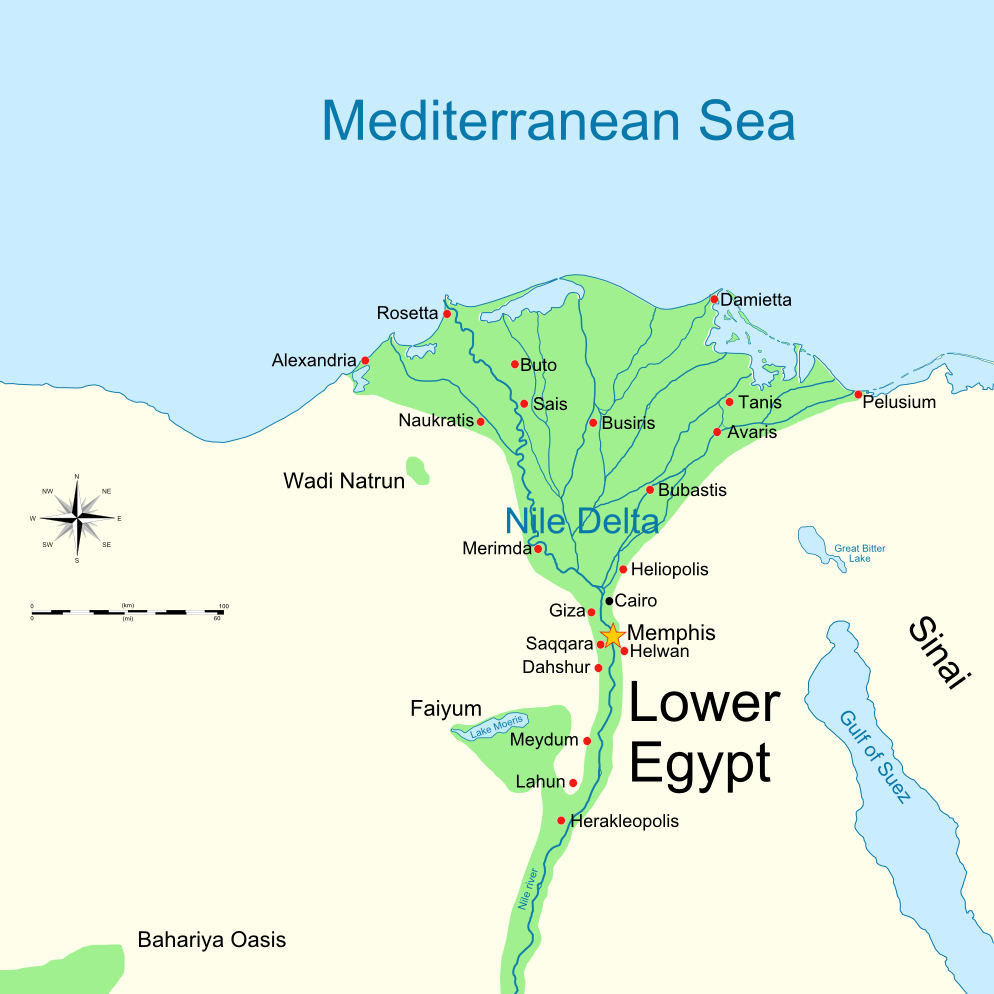 Mediterranean Sea
Damietta
Rosetta
Alexandria
Buto
Sais
Tanis
Pelusium
Naukratis
Busiris
Avaris
Wadi Natrun
Bubastis
N
NW
NE
W
E
SW
SE
S
Nile Delta
Merimda
Great Bitter
Lake
Heliopolis
Cairo
0
(km)
100
0
(mi)
60
Giza
Memphis
Saqqara
Helwan
Dahshur
Sinai
Lower
Egypt
Faiyum
Lake Moeris
Meydum
Gulf of Suez
Lahun
Herakleopolis
Nile river
Bahariya Oasis